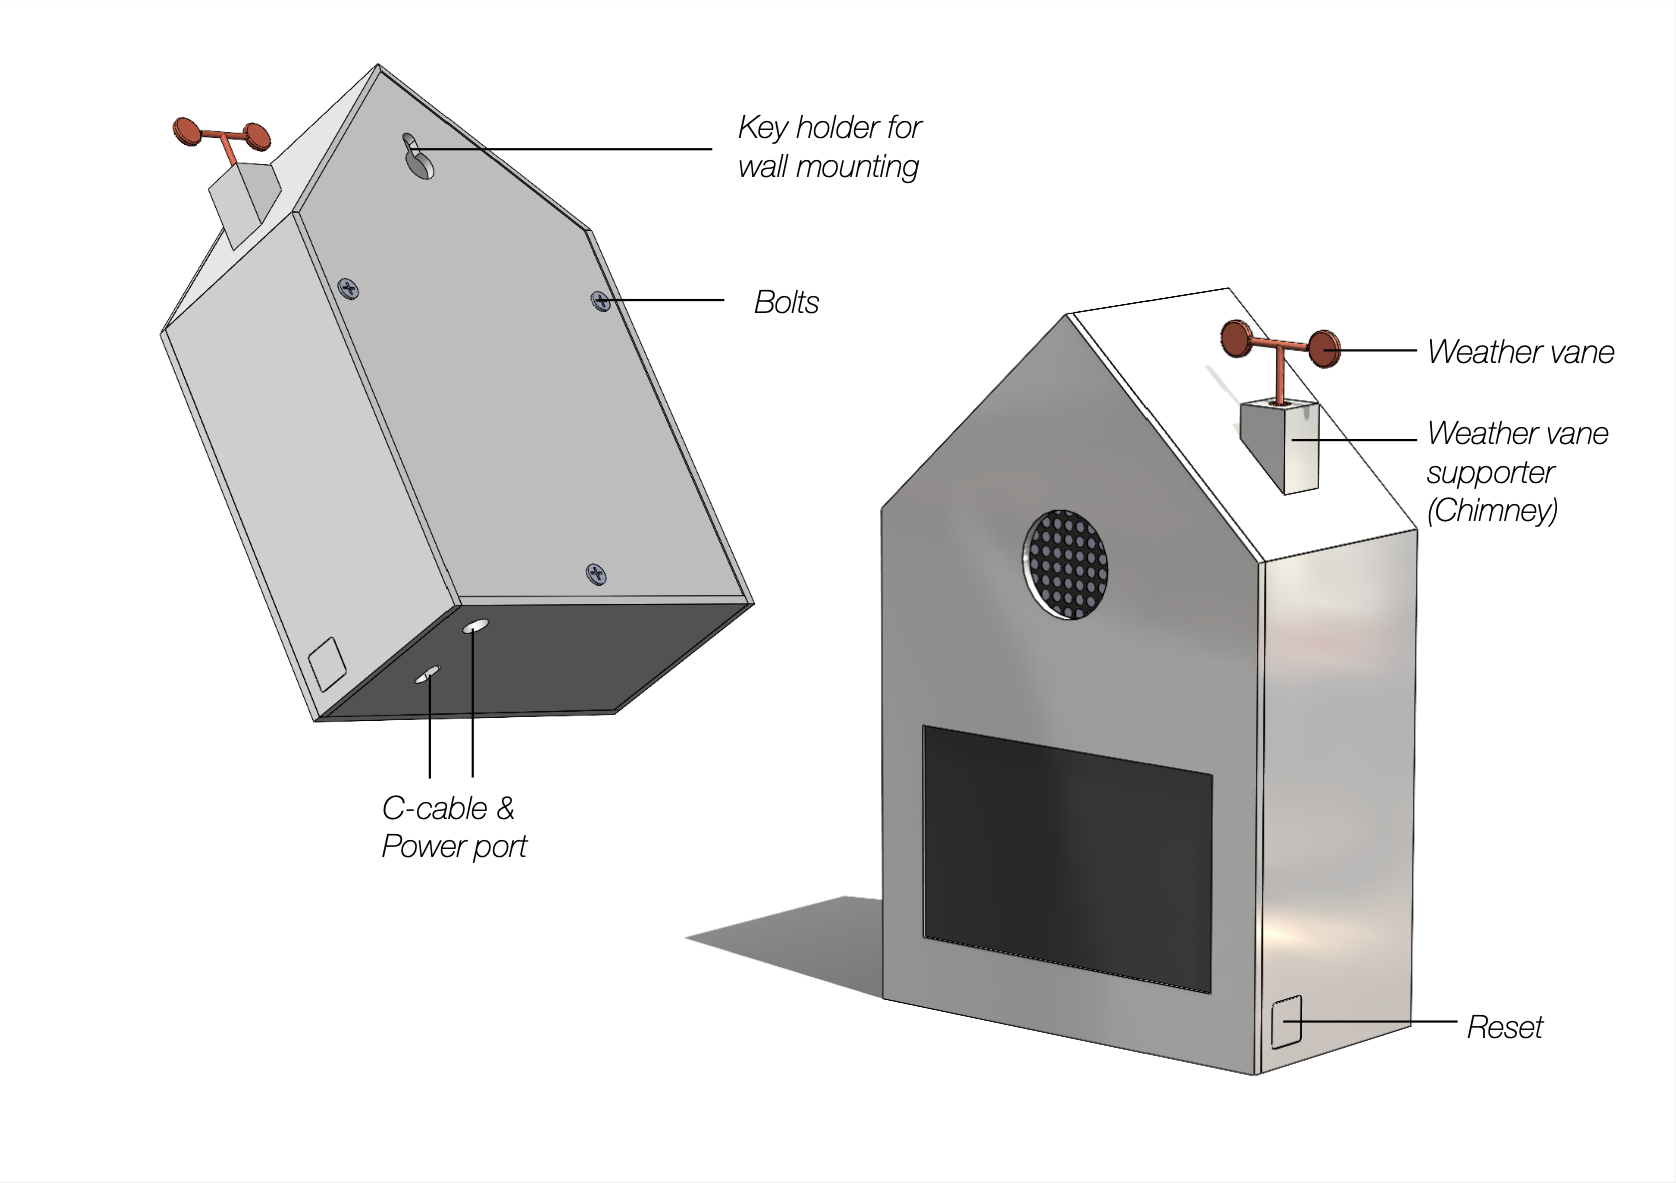 Key holder for
wall mounting
Bolts
Weather vane
Weather vane
supporter
(Chimney)
C-cable &
Power port
Reset